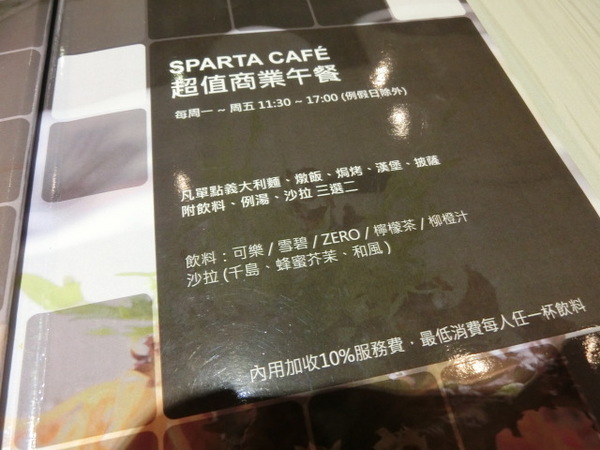 SPARTA CAFÉ
超值商業午餐
每周一 ~ 周五 11:30 ~ 17:00 (例假日除外)
凡單點義大利麵、燉飯、焗烤、漢堡、披薩
附飲料、例湯、沙拉 三選二
飲料：可樂 / 雪碧 / ZERO / 檸檬茶 / 柳橙汁
沙拉 (千島、蜂蜜芥茉、和風)
內用加收10%服務費．最低消費每人任一杯飲料